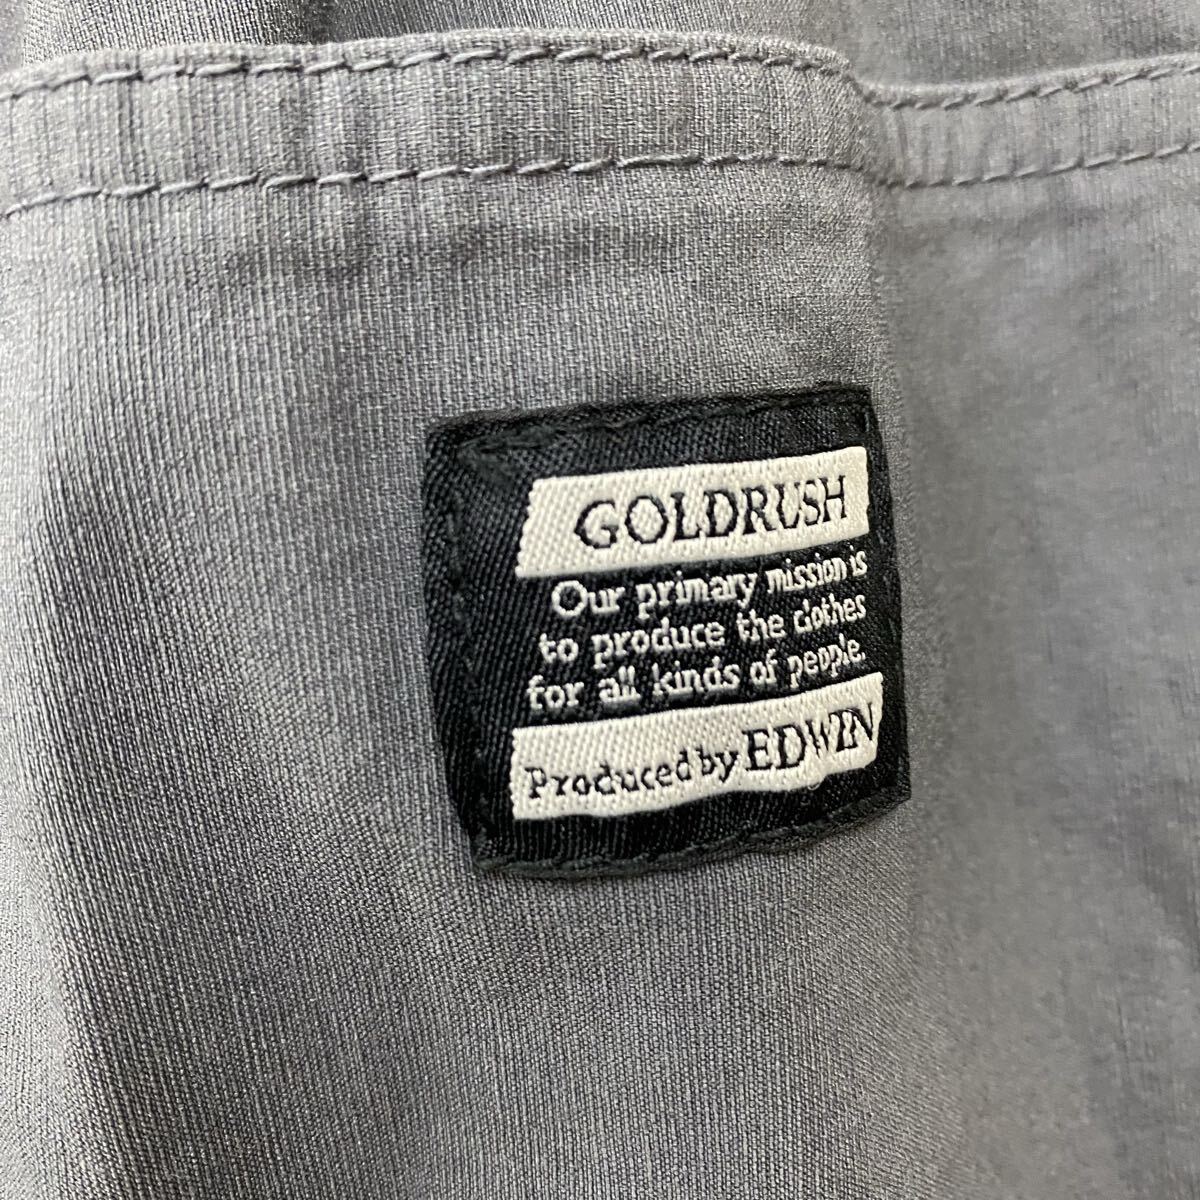 GOLDRUSH
Our primary mission is
to produce the clothes
for all kinds of people.
Produced by EDWIN